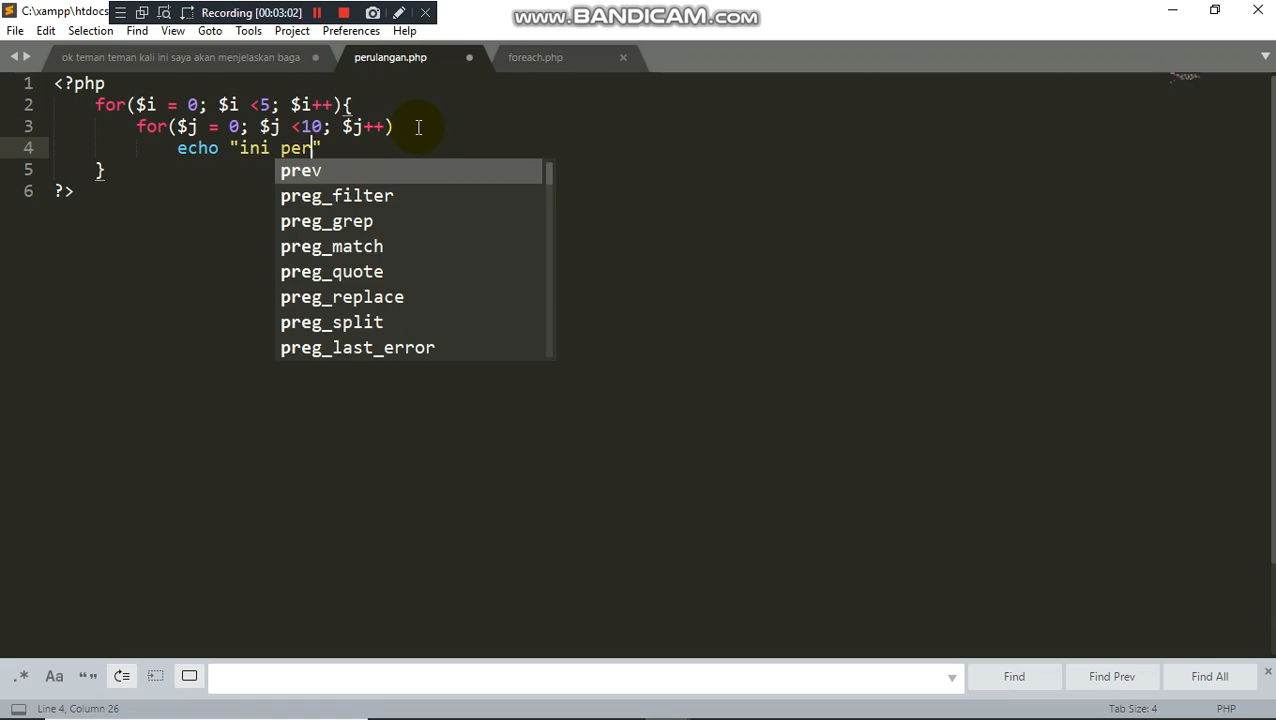 C:\xampp\htdocs
Recording [00:03:02]
www.BANDICAM.com
File Edit Selection Find View Goto Tools Project Preferences Help
ok teman teman kali ini saya akan menjelaskan baga
perulangan.php
foreach.php
1 <?php
2 for($i = 0; $i <5; $i++){
3 for($j = 0; $j <10; $j++)
4 echo "ini per"
5 }
6 ?>
prev
preg_filter
preg_grep
preg_match
preg_quote
preg_replace
preg_split
preg_last_error
.* Aa “” Find Find Prev Find All
Line 4, Column 26 Tab Size: 4 PHP